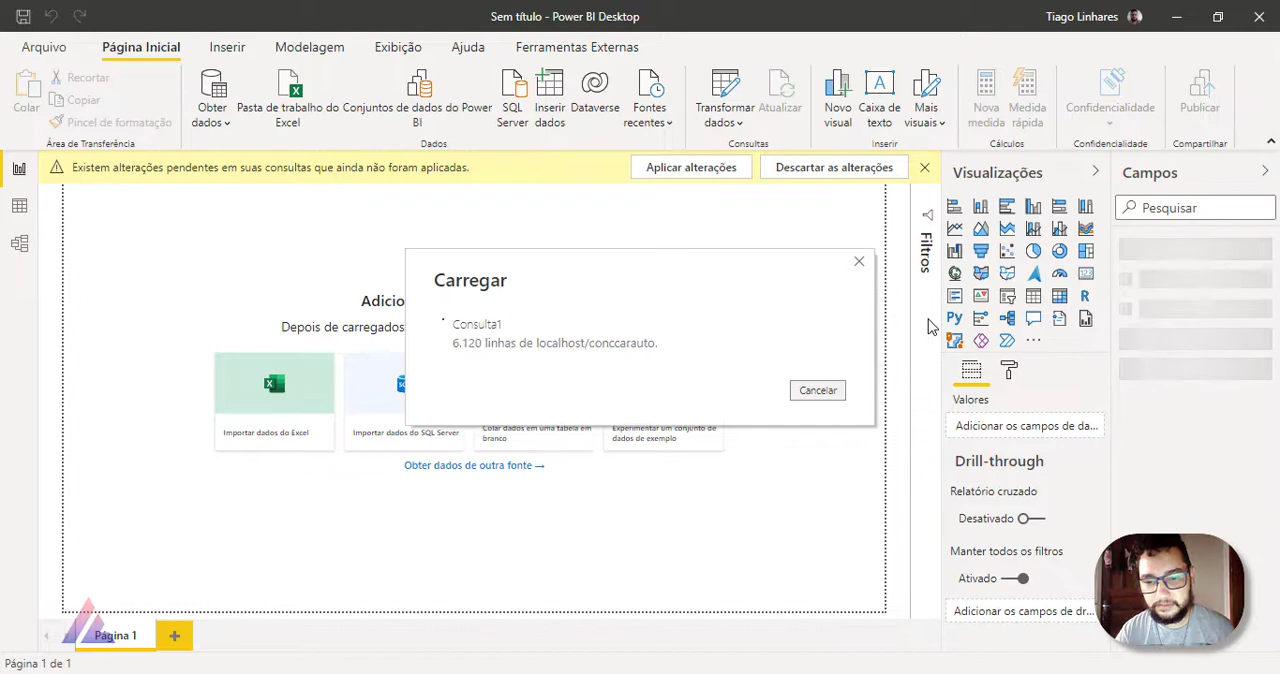 Sem título - Power BI Desktop
Tiago Linhares
Arquivo
Página Inicial
Inserir
Modelagem
Exibição
Ajuda
Ferramentas Externas
Colar
Recortar
Copiar
Pincel de formatação
Área de Transferência
Obter dados
Pasta de trabalho do Excel
Conjuntos de dados do Power BI
SQL Server
Inserir dados
Dataverse
Fontes recentes
Dados
Transformar dados
Atualizar
Consultas
Novo visual
Caixa de texto
Mais visuais
Inserir
Nova medida
Medida rápida
Cálculos
Confidencialidade
Confidencialidade
Publicar
Compartilhar
Existem alterações pendentes em suas consultas que ainda não foram aplicadas.
Aplicar alterações
Descartar as alterações
Filtros
Adicio
Depois de carregados
Importar dados do Excel
Importar dados do SQL Server
Colar dados em uma tabela em
branco
Experimentar um conjunto de
dados de exemplo
Obter dados de outra fonte →
Carregar
Consulta1
6.120 linhas de localhost/conccarauto.
Cancelar
Visualizações
R
Py
Valores
Adicionar os campos de da...
Drill-through
Relatório cruzado
Desativado
Manter todos os filtros
Ativado
Adicionar os campos de dr...
Campos
Pesquisar
Página 1
Página 1 de 1